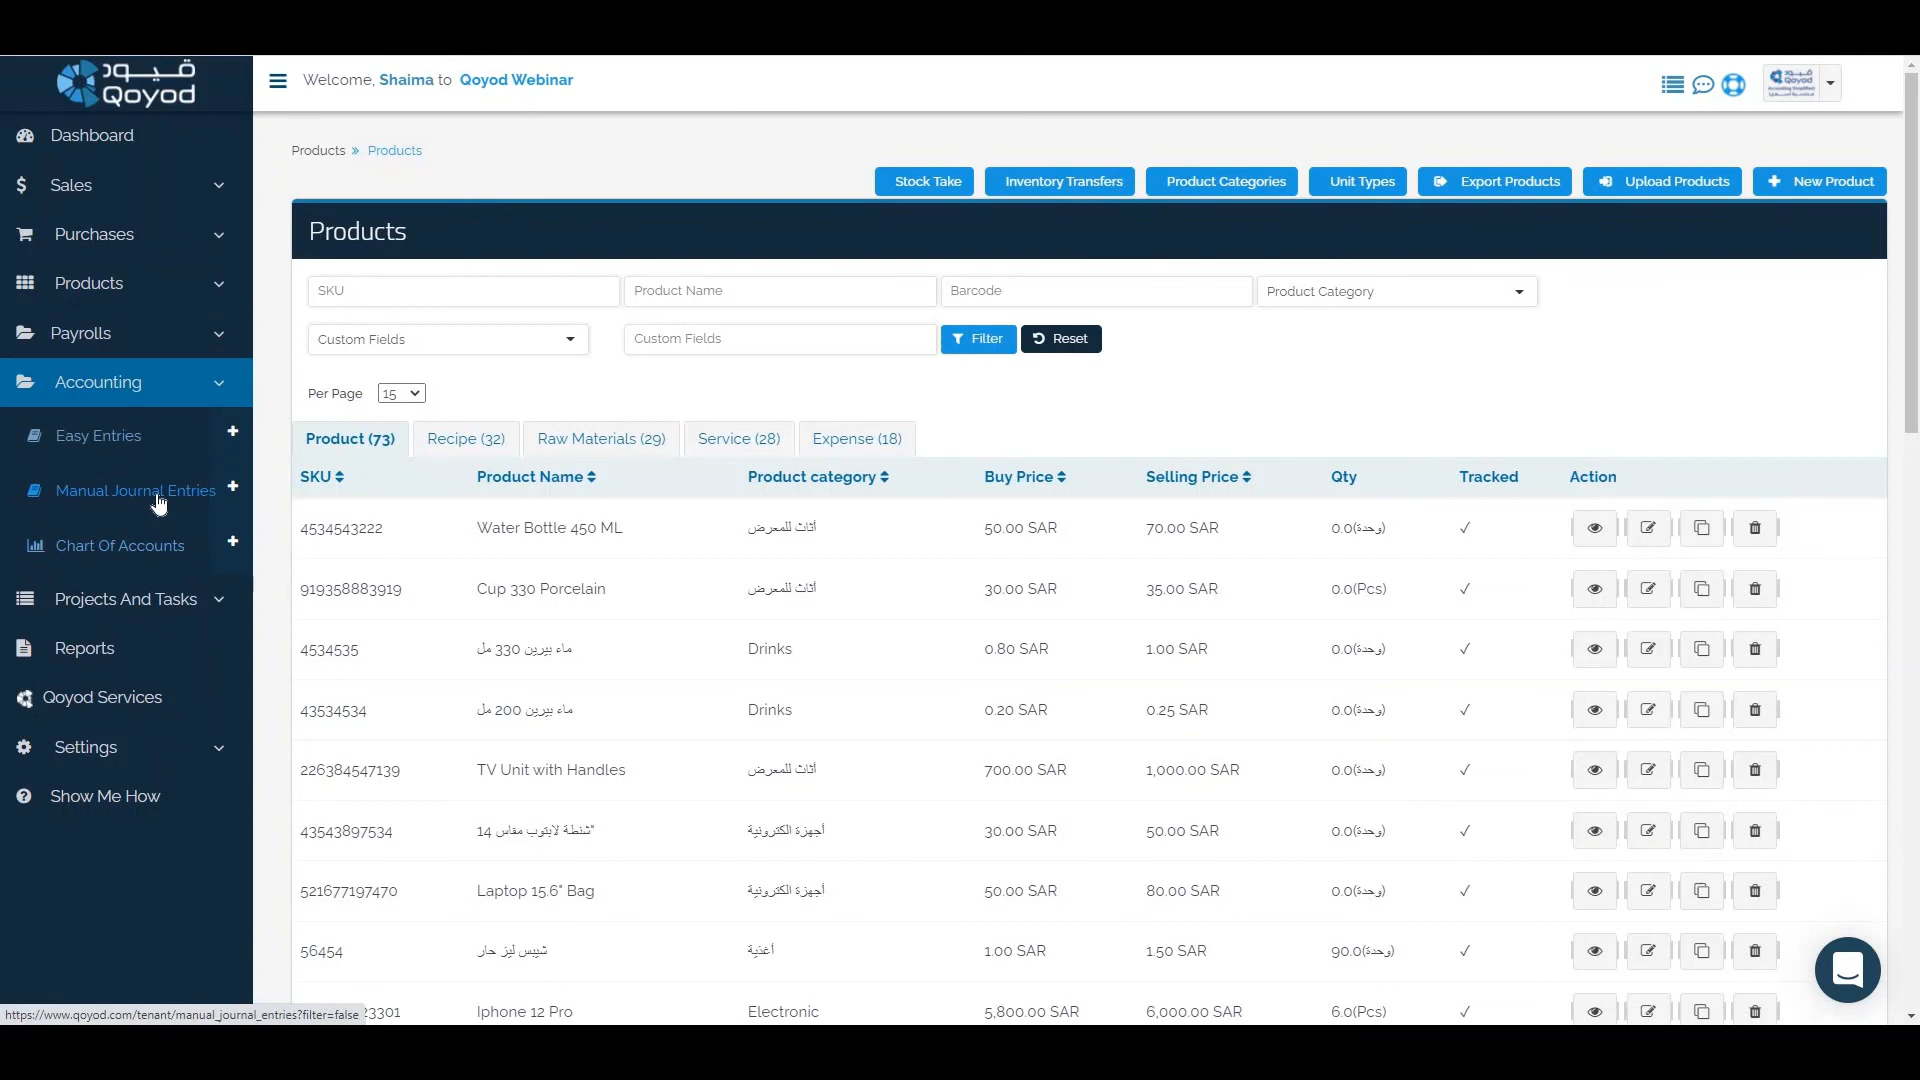 قيود
Qoyod
Welcome, Shaima to Qoyod Webinar
قيود
Qoyod
Dashboard
Sales
Purchases
Products
Payrolls
Accounting
Easy Entries
Manual Journal Entries
Chart Of Accounts
Projects And Tasks
Reports
Qoyod Services
Settings
Show Me How
Products » Products
Stock Take
Inventory Transfers
Product Categories
Unit Types
Export Products
Upload Products
New Product
Products
SKU
Product Name
Barcode
Product Category
Custom Fields
Custom Fields
Filter
Reset
Per Page 15
Product (73)
Recipe (32)
Raw Materials (29)
Service (28)
Expense (18)
SKU Product Name Product category Buy Price Selling Price Qty Tracked Action
4534543222 Water Bottle 450 ML أثاث للمعرض 50.00 SAR 70.00 SAR 0.0(وحدة) ✓
919358883919 Cup 330 Porcelain أثاث للمعرض 30.00 SAR 35.00 SAR 0.0(Pcs) ✓
4534535 ماء بيرين 330 مل Drinks 0.80 SAR 1.00 SAR 0.0(وحدة) ✓
43534534 ماء بيرين 200 مل Drinks 0.20 SAR 0.25 SAR 0.0(وحدة) ✓
226384547139 TV Unit with Handles أثاث للمعرض 700.00 SAR 1,000.00 SAR 0.0(وحدة) ✓
43543897534 شنطة لابتوب مقاس 14" أجهزة الكترونية 30.00 SAR 50.00 SAR 0.0(وحدة) ✓
521677197470 Laptop 15.6" Bag أجهزة الكترونية 50.00 SAR 80.00 SAR 0.0(وحدة) ✓
56454 شيبس ليز حار أغذية 1.00 SAR 1.50 SAR 90.0(وحدة) ✓
23301 Iphone 12 Pro Electronic 5,800.00 SAR 6,000.00 SAR 6.0(Pcs) ✓
https://www.qoyod.com/tenant/manual_journal_entries?filter=false